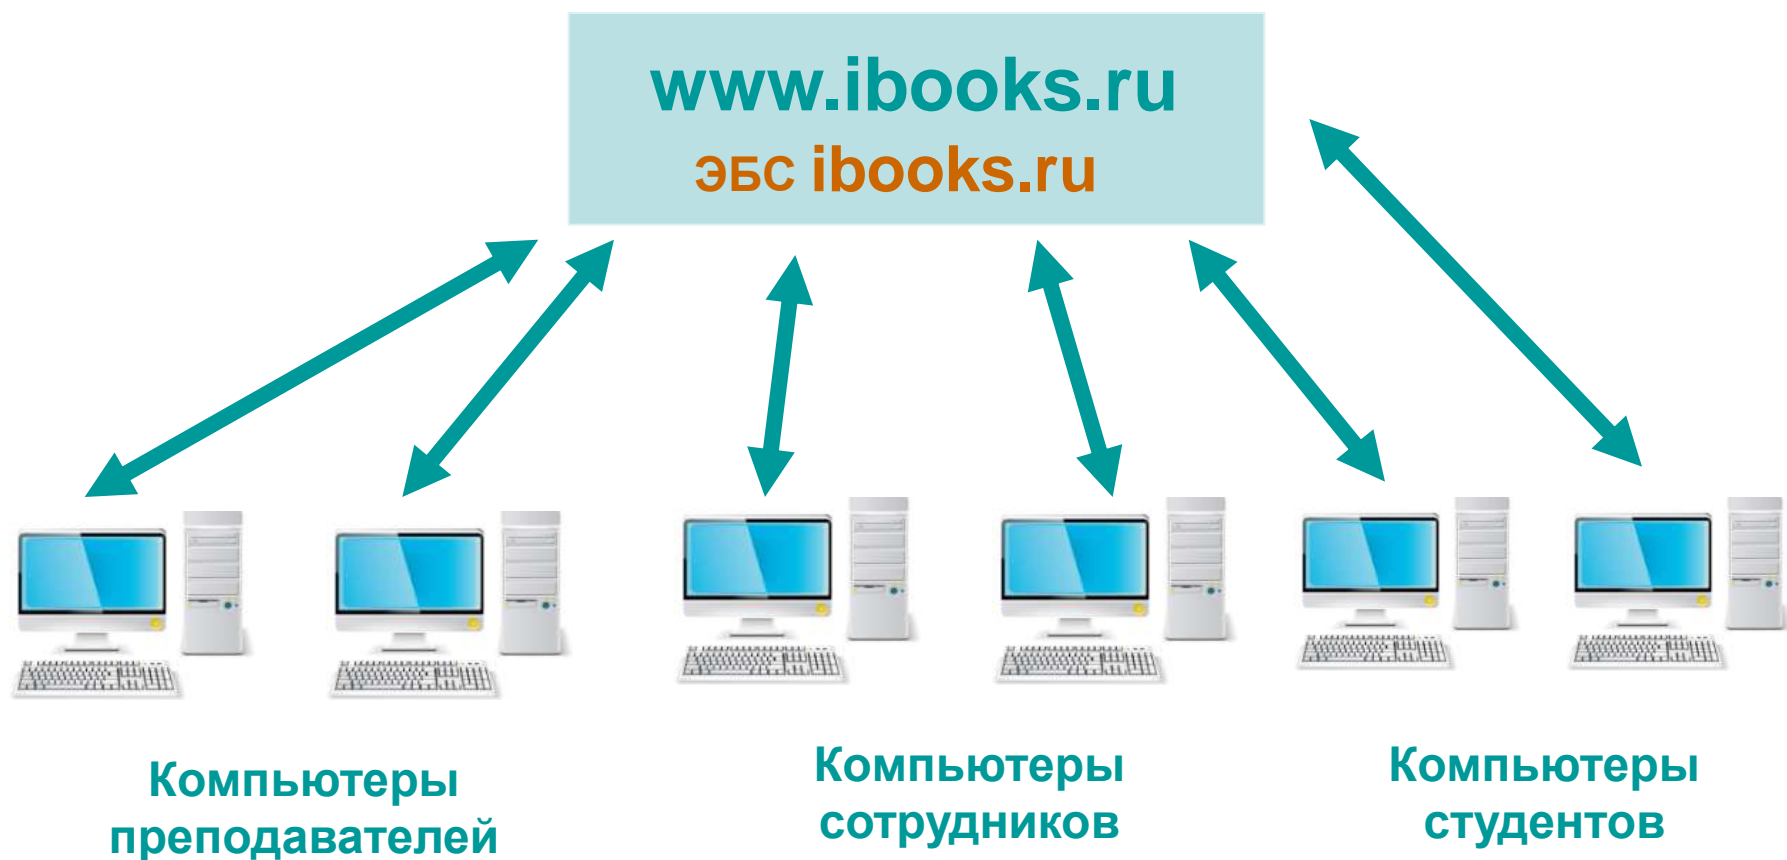 www.ibooks.ru
ЭБС ibooks.ru
Компьютеры
преподавателей
Компьютеры
сотрудников
Компьютеры
студентов